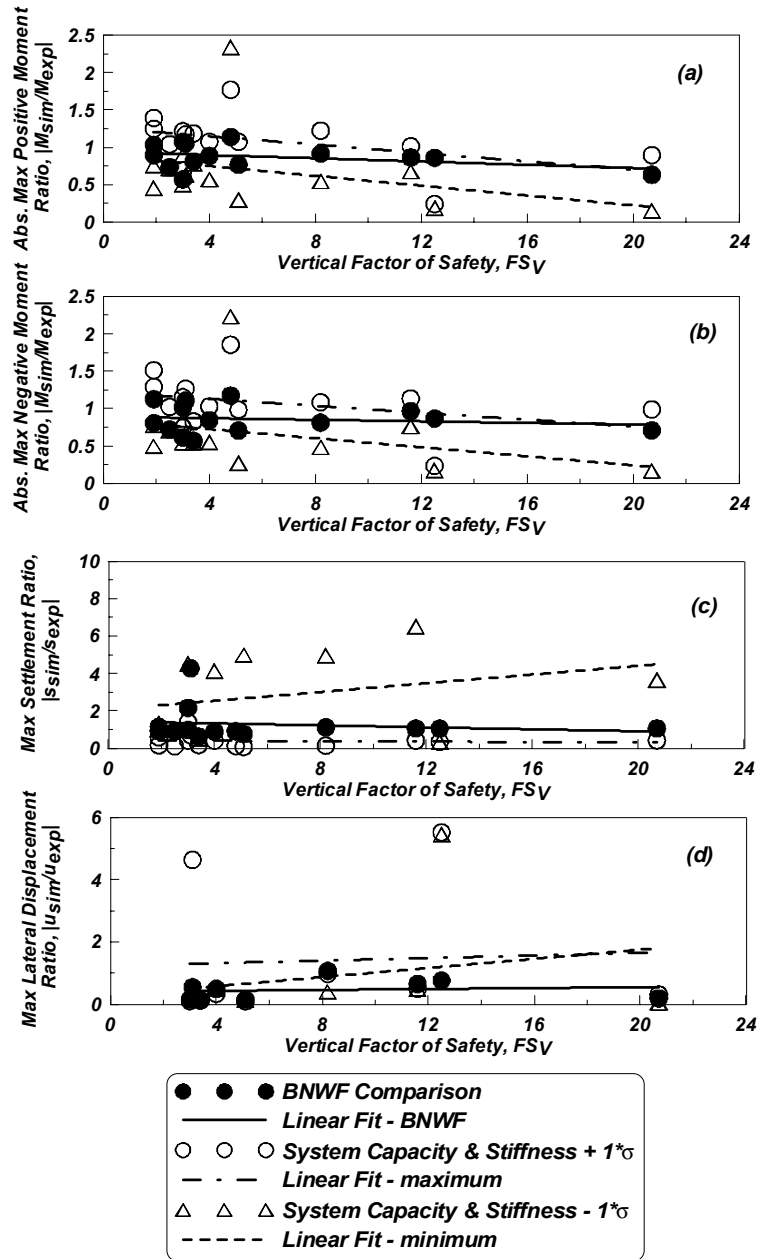 Abs. Max Positive Moment
Ratio, |Msim/Mexp|
2.5
2
1.5
1
0.5
0
(a)
0 4 8 12 16 20 24
Vertical Factor of Safety, FSV
Abs. Max Negative Moment
Ratio, |Msim/Mexp|
2.5
2
1.5
1
0.5
0
(b)
0 4 8 12 16 20 24
Vertical Factor of Safety, FSV
Max Settlement Ratio,
|ssim/sexp|
10
8
6
4
2
0
(c)
0 4 8 12 16 20 24
Vertical Factor of Safety, FSV
Max Lateral Displacement
Ratio, |usim/uexp|
6
4
2
0
(d)
0 4 8 12 16 20 24
Vertical Factor of Safety, FSV
BNWF Comparison
Linear Fit - BNWF
System Capacity & Stiffness + 1*σ
Linear Fit - maximum
System Capacity & Stiffness - 1*σ
Linear Fit - minimum